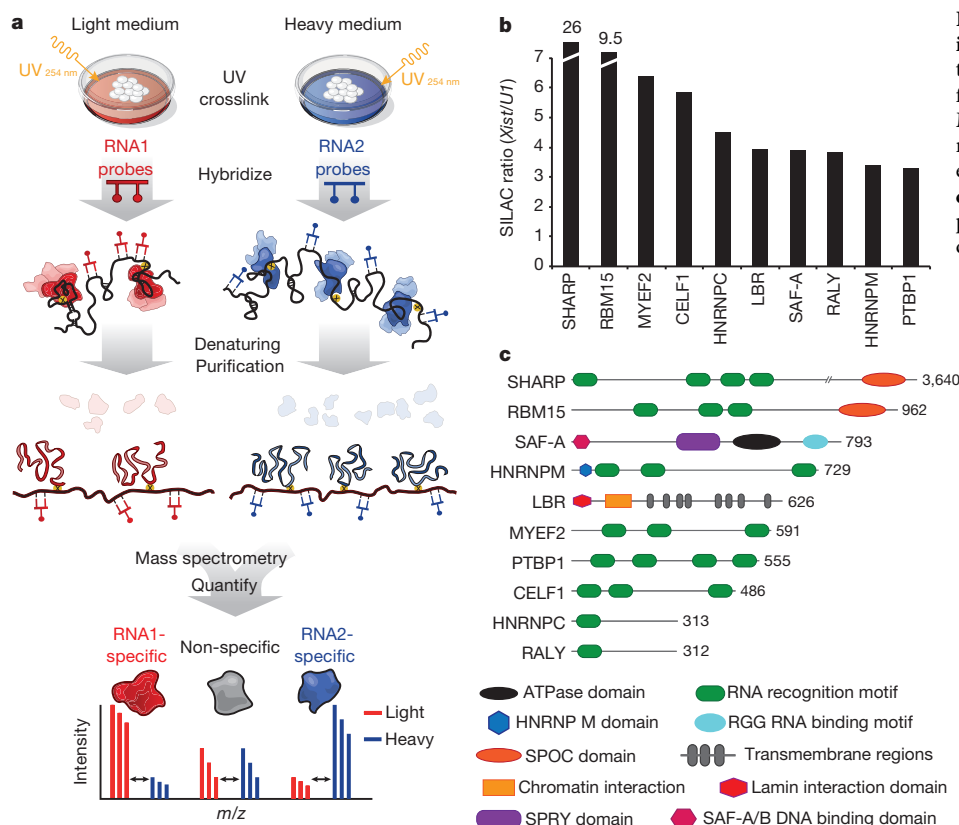 a
Light medium
Heavy medium
UV 254 nm
UV 254 nm
UV
crosslink
RNA1
probes
RNA2
probes
Hybridize
Denaturing
Purification
Mass spectrometry
Quantify
RNA1-
specific
Non-specific
RNA2-
specific
Light
Heavy
Intensity
m/z
b
26
9.5
7
6
5
4
3
2
1
0
SILAC ratio (Xist/U1)
SHARP
RBM15
MYEF2
CELF1
HNRNPC
LBR
SAF-A
RALY
HNRNPM
PTBP1
c
SHARP 3,640
RBM15 962
SAF-A 793
HNRNPM 729
LBR 626
MYEF2 591
PTBP1 555
CELF1 486
HNRNPC 313
RALY 312
ATPase domain
RNA recognition motif
HNRNP M domain
RGG RNA binding motif
SPOC domain
Transmembrane regions
Chromatin interaction
Lamin interaction domain
SPRY domain
SAF-A/B DNA binding domain